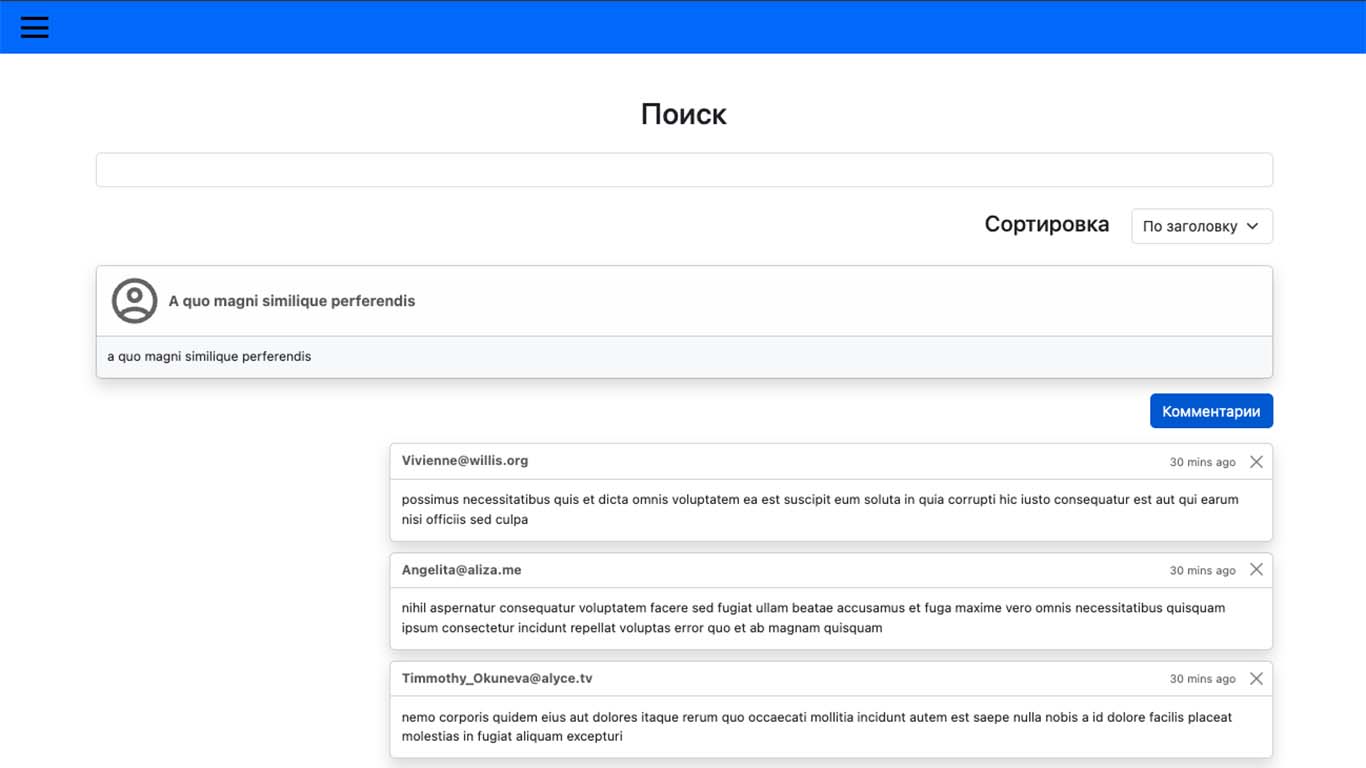 Поиск
Сортировка
По заголовку
A quo magni similique perferendis
a quo magni similique perferendis
Комментарии
Vivienne@willis.org
30 mins ago
possimus necessitatibus quis et dicta omnis voluptatem ea est suscipit eum soluta in quia corrupti hic iusto consequatur est aut qui earum
nisi officiis sed culpa
Angelita@aliza.me
30 mins ago
nihil aspernatur consequatur voluptatem facere sed fugiat ullam beatae accusamus et fuga maxime vero omnis necessitatibus quisquam
ipsum consectetur incidunt repellat voluptas error quo et ab magnam quisquam
Timmothy_Okuneva@alyce.tv
30 mins ago
nemo corporis quidem eius aut dolores itaque rerum quo occaecati mollitia incidunt autem est saepe nulla nobis a id dolore facilis placeat
molestias in fugiat aliquam excepturi